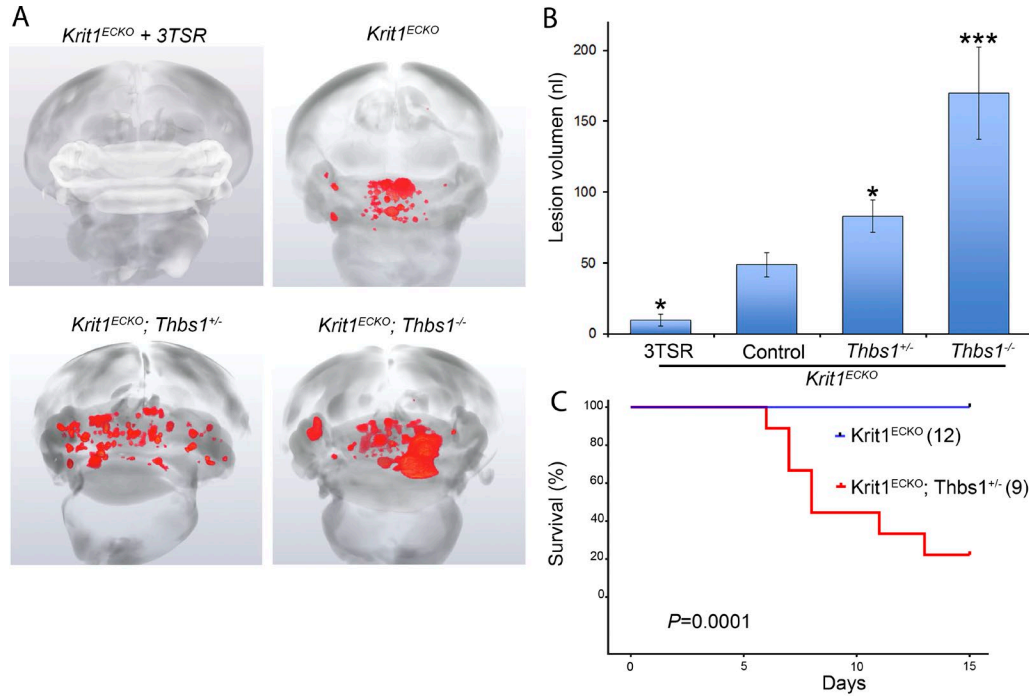 A
Krit1ECKO + 3TSR
Krit1ECKO
Krit1ECKO; Thbs1+/-
Krit1ECKO; Thbs1-/-
B
Lesion volumen (nl)
200
150
100
50
0
*
*
***
3TSR Control Thbs1+/- Thbs1-/-
Krit1ECKO
C
Survival (%)
100
80
60
40
20
0
Krit1ECKO (12)
Krit1ECKO; Thbs1+/- (9)
P=0.0001
0 5 10 15
Days